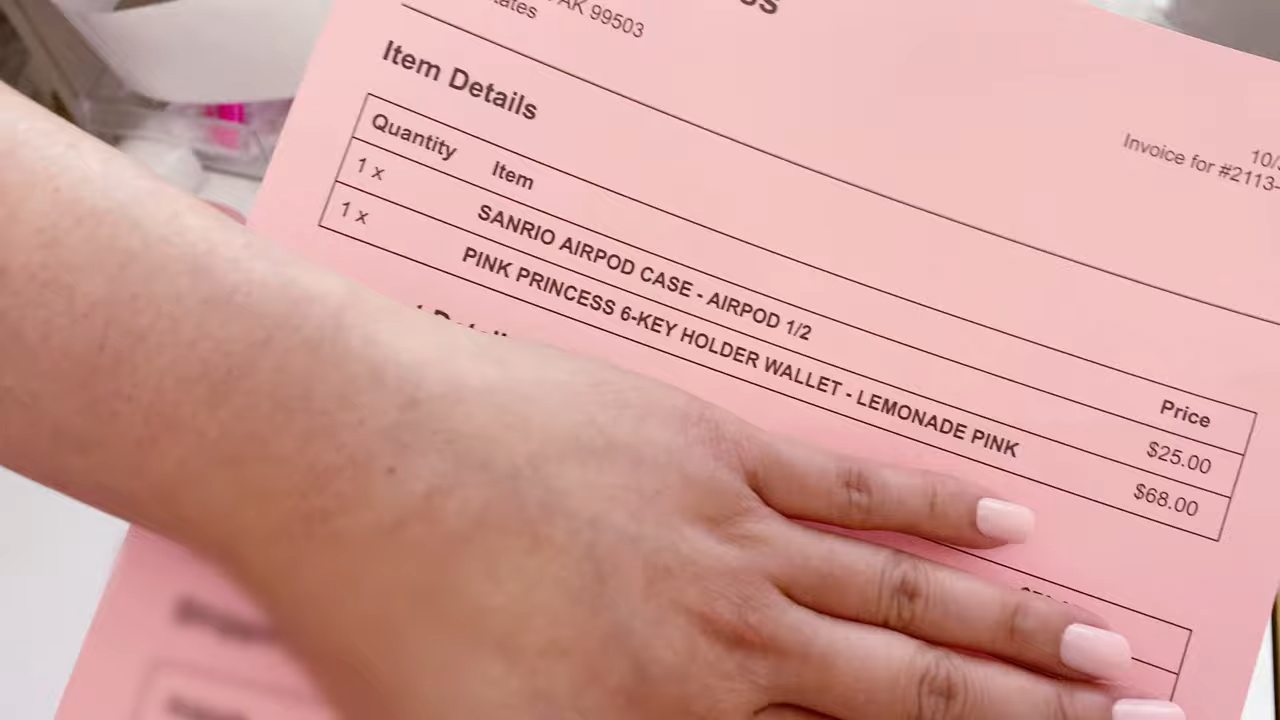 AK 99503
Item Details
Invoice for #2113-
Quantity Item Price
1 x SANRIO AIRPOD CASE - AIRPOD 1/2 $25.00
1 x PINK PRINCESS 6-KEY HOLDER WALLET - LEMONADE PINK $68.00